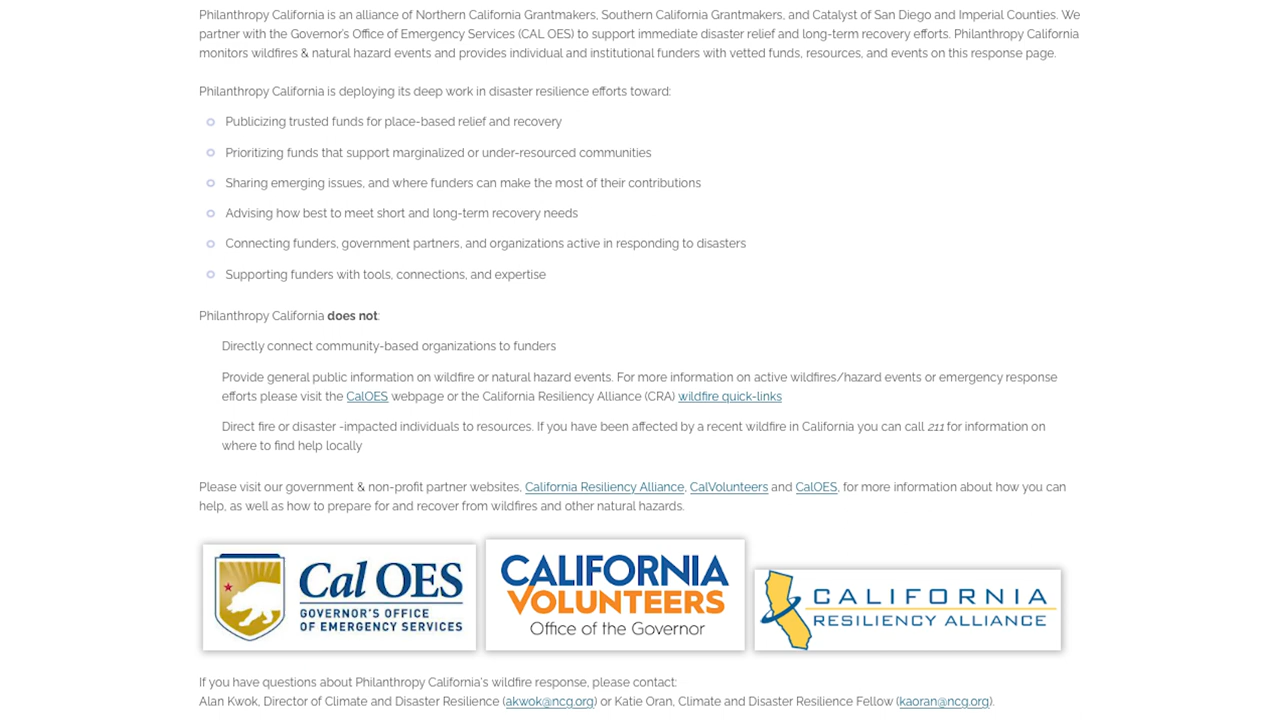 Philanthropy California is an alliance of Northern California Grantmakers, Southern California Grantmakers, and Catalyst of San Diego and Imperial Counties. We
partner with the Governor's Office of Emergency Services (CAL OES) to support immediate disaster relief and long-term recovery efforts. Philanthropy California
monitors wildfires & natural hazard events and provides individual and institutional funders with vetted funds, resources, and events on this response page.
Philanthropy California is deploying its deep work in disaster resilience efforts toward:
Publicizing trusted funds for place-based relief and recovery
Prioritizing funds that support marginalized or under-resourced communities
Sharing emerging issues, and where funders can make the most of their contributions
Advising how best to meet short and long-term recovery needs
Connecting funders, government partners, and organizations active in responding to disasters
Supporting funders with tools, connections, and expertise
Philanthropy California does not:
Directly connect community-based organizations to funders
Provide general public information on wildfire or natural hazard events. For more information on active wildfires/hazard events or emergency response
efforts please visit the CalOES webpage or the California Resiliency Alliance (CRA) wildfire quick-links
Direct fire or disaster -impacted individuals to resources. If you have been affected by a recent wildfire in California you can call 211 for information on
where to find help locally
Please visit our government & non-profit partner websites, California Resiliency Alliance, CalVolunteers and CalOES, for more information about how you can
help, as well as how to prepare for and recover from wildfires and other natural hazards.
Cal OES
GOVERNOR'S OFFICE
OF EMERGENCY SERVICES
CALIFORNIA
VOLUNTEERS
Office of the Governor
CALIFORNIA
RESILIENCY ALLIANCE
If you have questions about Philanthropy California's wildfire response, please contact:
Alan Kwok, Director of Climate and Disaster Resilience (akwok@ncg.org) or Katie Oran, Climate and Disaster Resilience Fellow (kaoran@ncg.org).